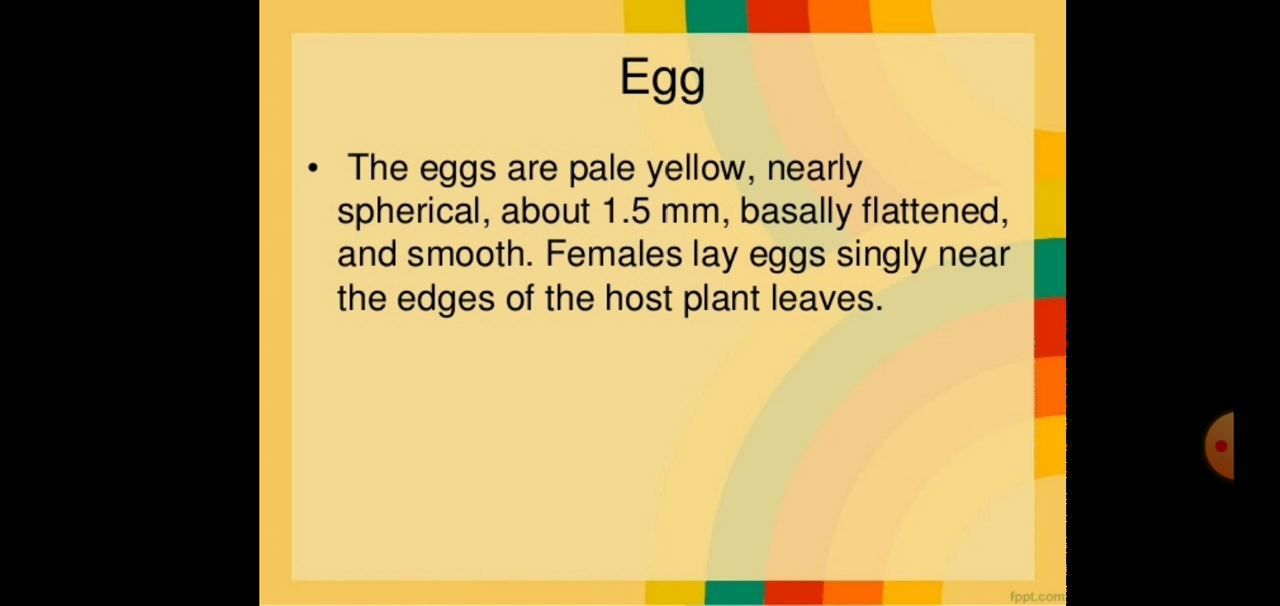 Egg
• The eggs are pale yellow, nearly
spherical, about 1.5 mm, basally flattened,
and smooth. Females lay eggs singly near
the edges of the host plant leaves.
fppt.com